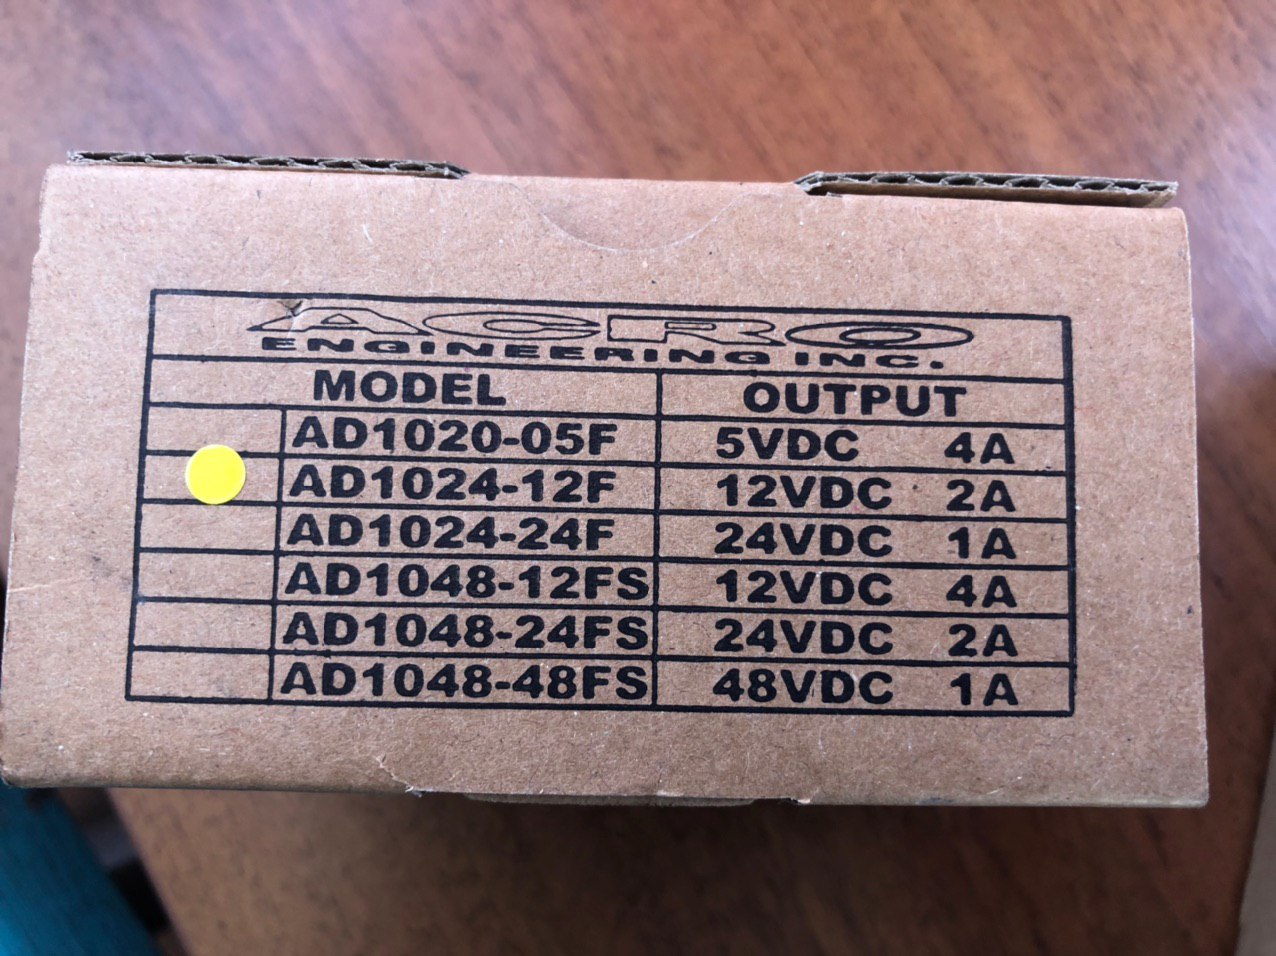 ACRO
ENGINEERING INC.
MODEL OUTPUT
AD1020-05F 5VDC 4A
AD1024-12F 12VDC 2A
AD1024-24F 24VDC 1A
AD1048-12FS 12VDC 4A
AD1048-24FS 24VDC 2A
AD1048-48FS 48VDC 1A